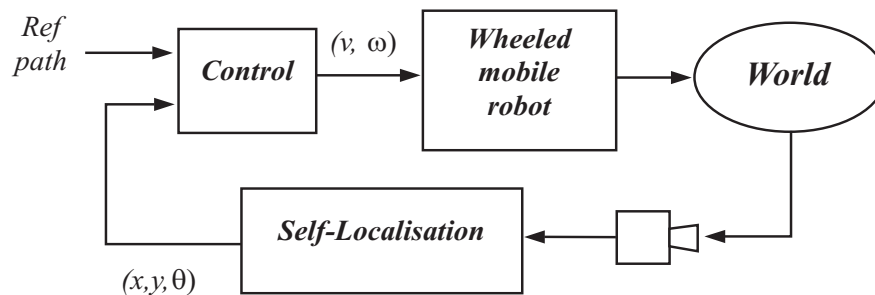 Ref
path
Control
(v, ω)
Wheeled
mobile
robot
World
Self-Localisation
(x,y,θ)